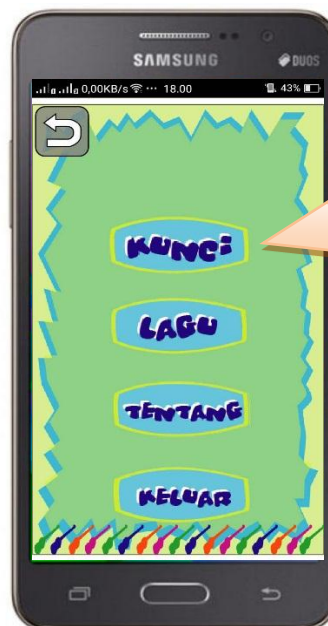 SAMSUNG
DUOS
0,00KB/s ··· 18.00 43%
KUNCI
LAGU
TENTANG
KELUAR